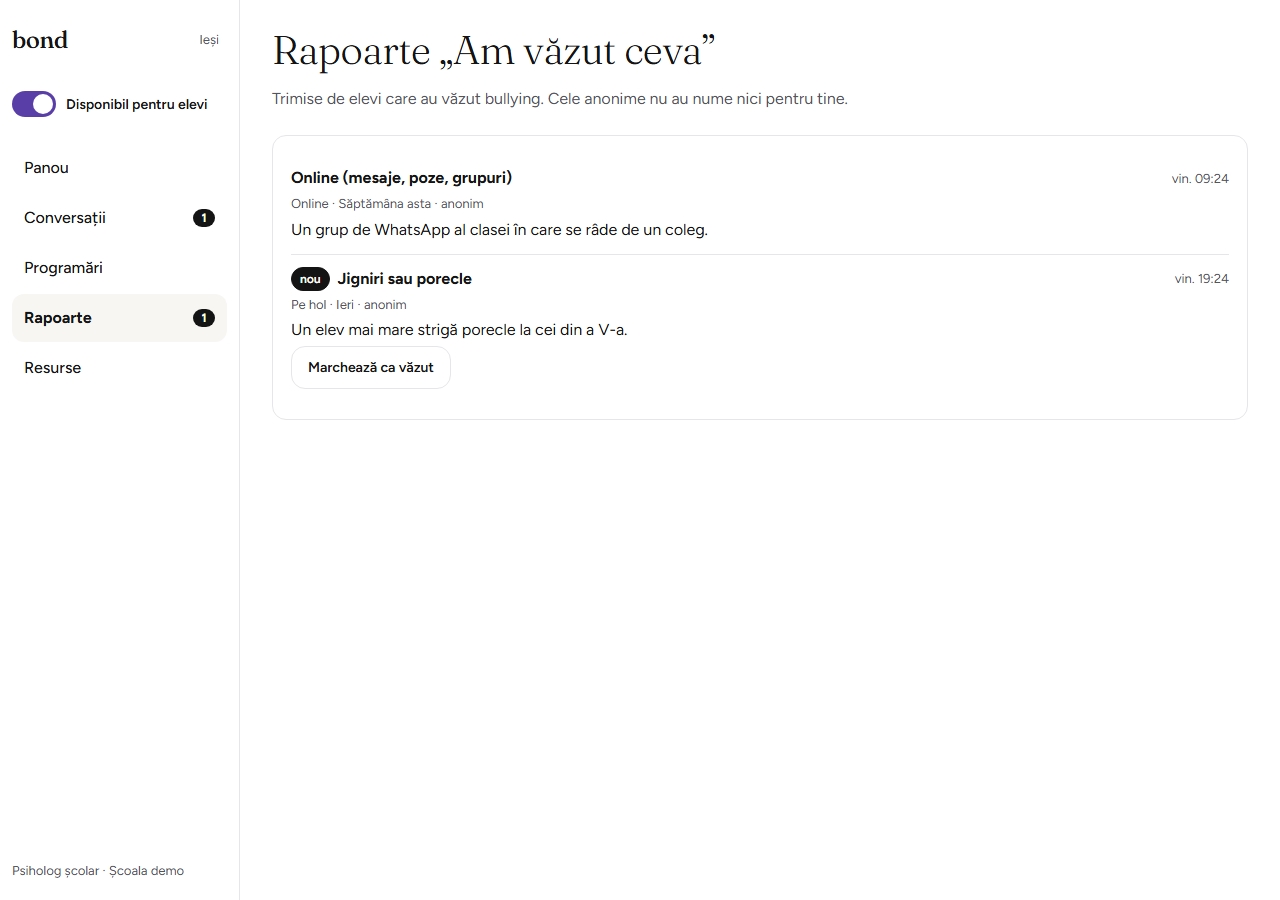 bond
Ieși
Disponibil pentru elevi
Panou
Conversații 1
Programări
Rapoarte 1
Resurse
Psiholog școlar · Școala demo
Rapoarte „Am văzut ceva”
Trimise de elevi care au văzut bullying. Cele anonime nu au nume nici pentru tine.
Online (mesaje, poze, grupuri) vin. 09:24
Online · Săptămâna asta · anonim
Un grup de WhatsApp al clasei în care se râde de un coleg.
nou Jigniri sau porecle vin. 19:24
Pe hol · Ieri · anonim
Un elev mai mare strigă porecle la cei din a V-a.
Marchează ca văzut